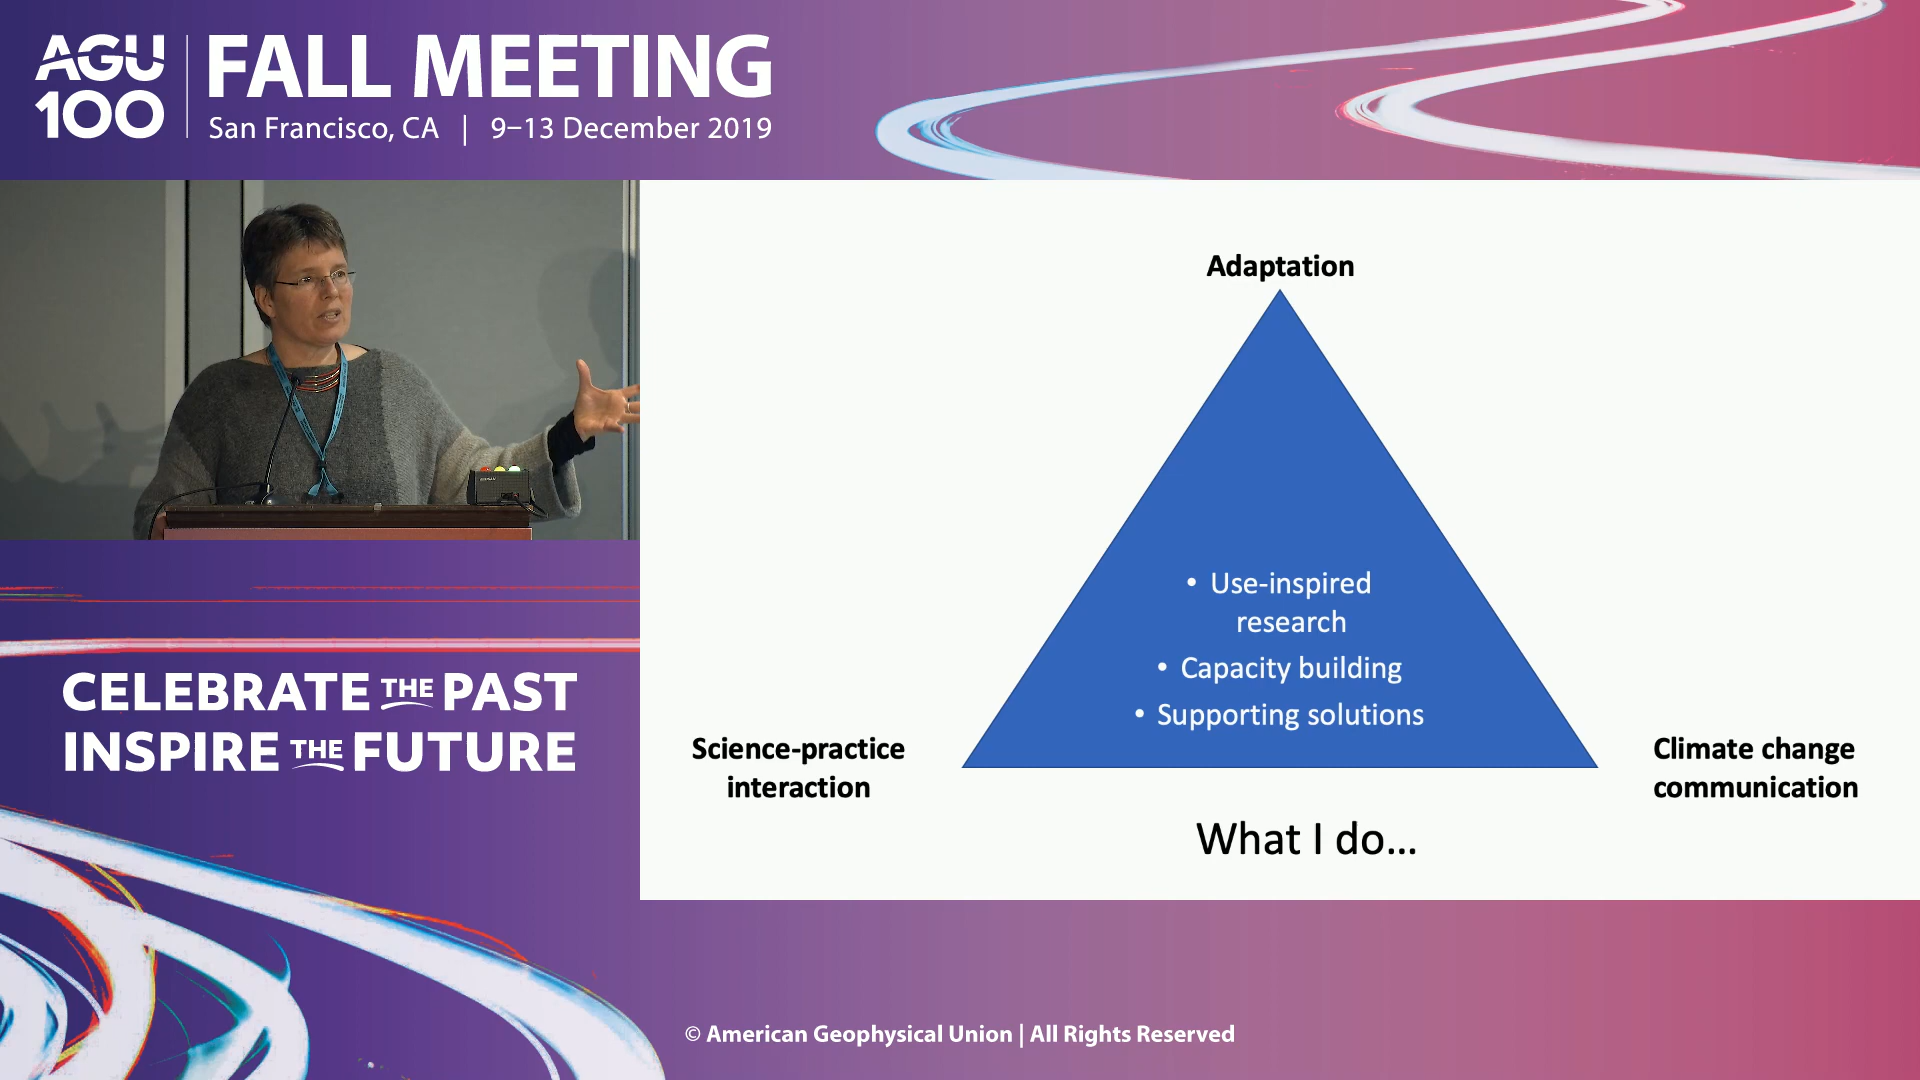 AGU
100
FALL MEETING
San Francisco, CA | 9–13 December 2019
Adaptation
• Use-inspired
research
• Capacity building
• Supporting solutions
Science-practice
interaction
Climate change
communication
What I do...
CELEBRATE THE PAST
INSPIRE THE FUTURE
© American Geophysical Union | All Rights Reserved